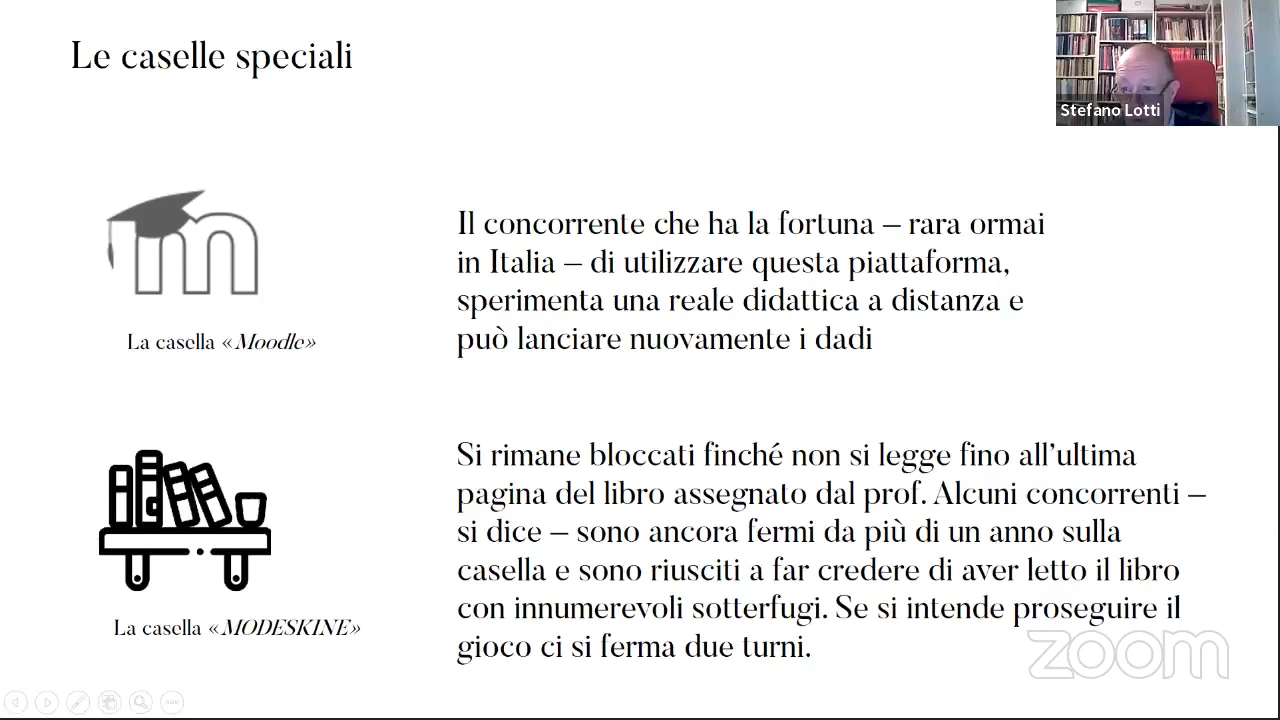 Le caselle speciali
Stefano Lotti
m
Il concorrente che ha la fortuna – rara ormai
in Italia – di utilizzare questa piattaforma,
sperimenta una reale didattica a distanza e
può lanciare nuovamente i dadi
La casella «Moodle»
Si rimane bloccati finché non si legge fino all’ultima
pagina del libro assegnato dal prof. Alcuni concorrenti –
si dice – sono ancora fermi da più di un anno sulla
casella e sono riusciti a far credere di aver letto il libro
con innumerevoli sotterfugi. Se si intende proseguire il
gioco ci si ferma due turni.
La casella «MODESKINE»
zoom